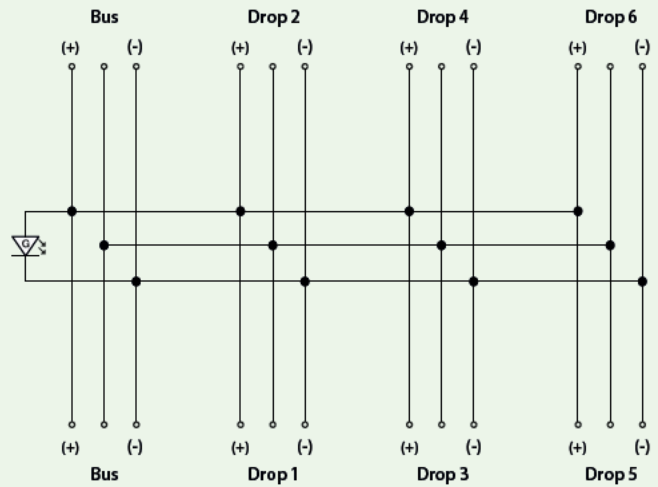 Bus Drop 2 Drop 4 Drop 6
(+) (-) (+) (-) (+) (-) (+) (-)
G
(+) (-) (+) (-) (+) (-) (+) (-)
Bus Drop 1 Drop 3 Drop 5